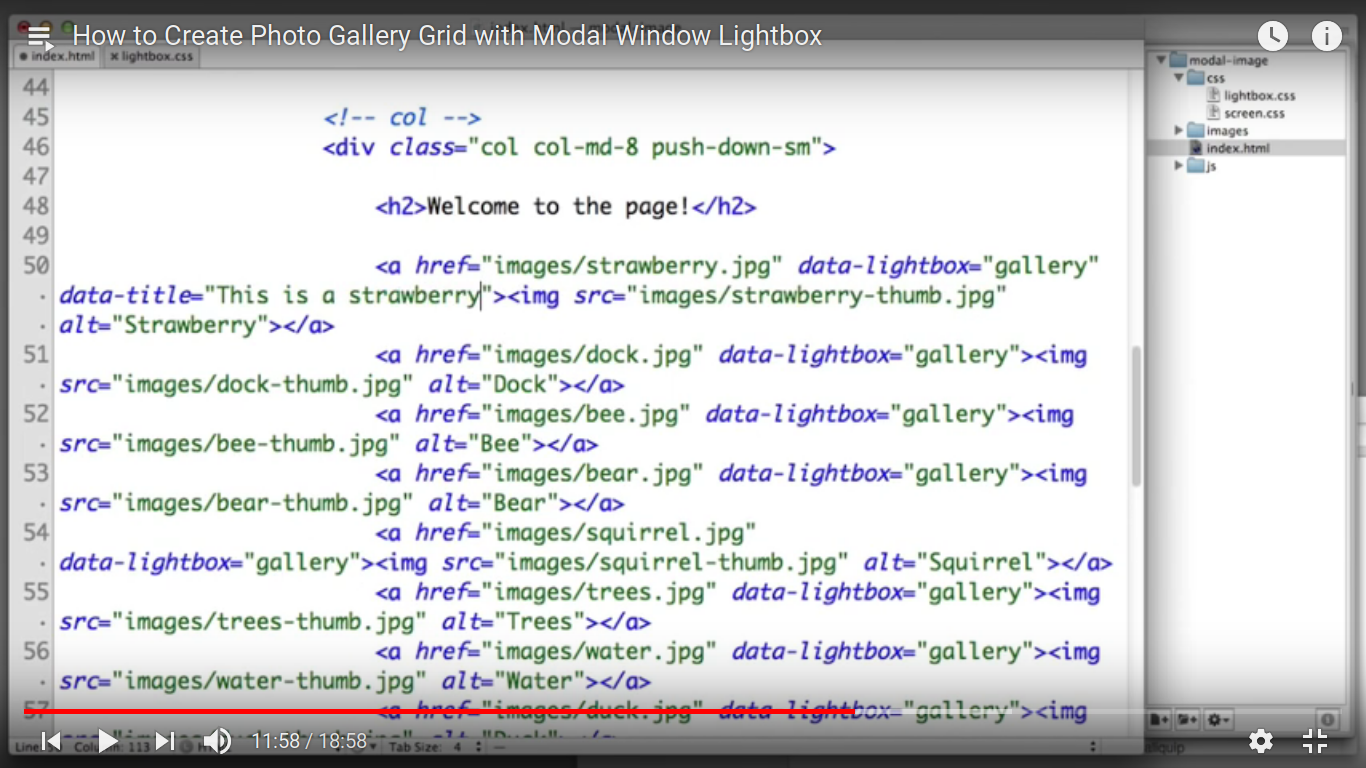 How to Create Photo Gallery Grid with Modal Window Lightbox
index.html
lightbox.css
44
45 <!-- col -->
46 <div class="col col-md-8 push-down-sm">
47
48 <h2>Welcome to the page!</h2>
49
50 <a href="images/strawberry.jpg" data-lightbox="gallery"
data-title="This is a strawberry"><img src="images/strawberry-thumb.jpg"
alt="Strawberry"></a>
51 <a href="images/dock.jpg" data-lightbox="gallery"><img
src="images/dock-thumb.jpg" alt="Dock"></a>
52 <a href="images/bee.jpg" data-lightbox="gallery"><img
src="images/bee-thumb.jpg" alt="Bee"></a>
53 <a href="images/bear.jpg" data-lightbox="gallery"><img
src="images/bear-thumb.jpg" alt="Bear"></a>
54 <a href="images/squirrel.jpg"
data-lightbox="gallery"><img src="images/squirrel-thumb.jpg" alt="Squirrel"></a>
55 <a href="images/trees.jpg" data-lightbox="gallery"><img
src="images/trees-thumb.jpg" alt="Trees"></a>
56 <a href="images/water.jpg" data-lightbox="gallery"><img
src="images/water-thumb.jpg" alt="Water"></a>
57 <a href="images/duck.jpg" data-lightbox="gallery"><img
modal-image
css
lightbox.css
screen.css
images
index.html
js
11:58 / 18:58
Tab Size: 4
aliquip